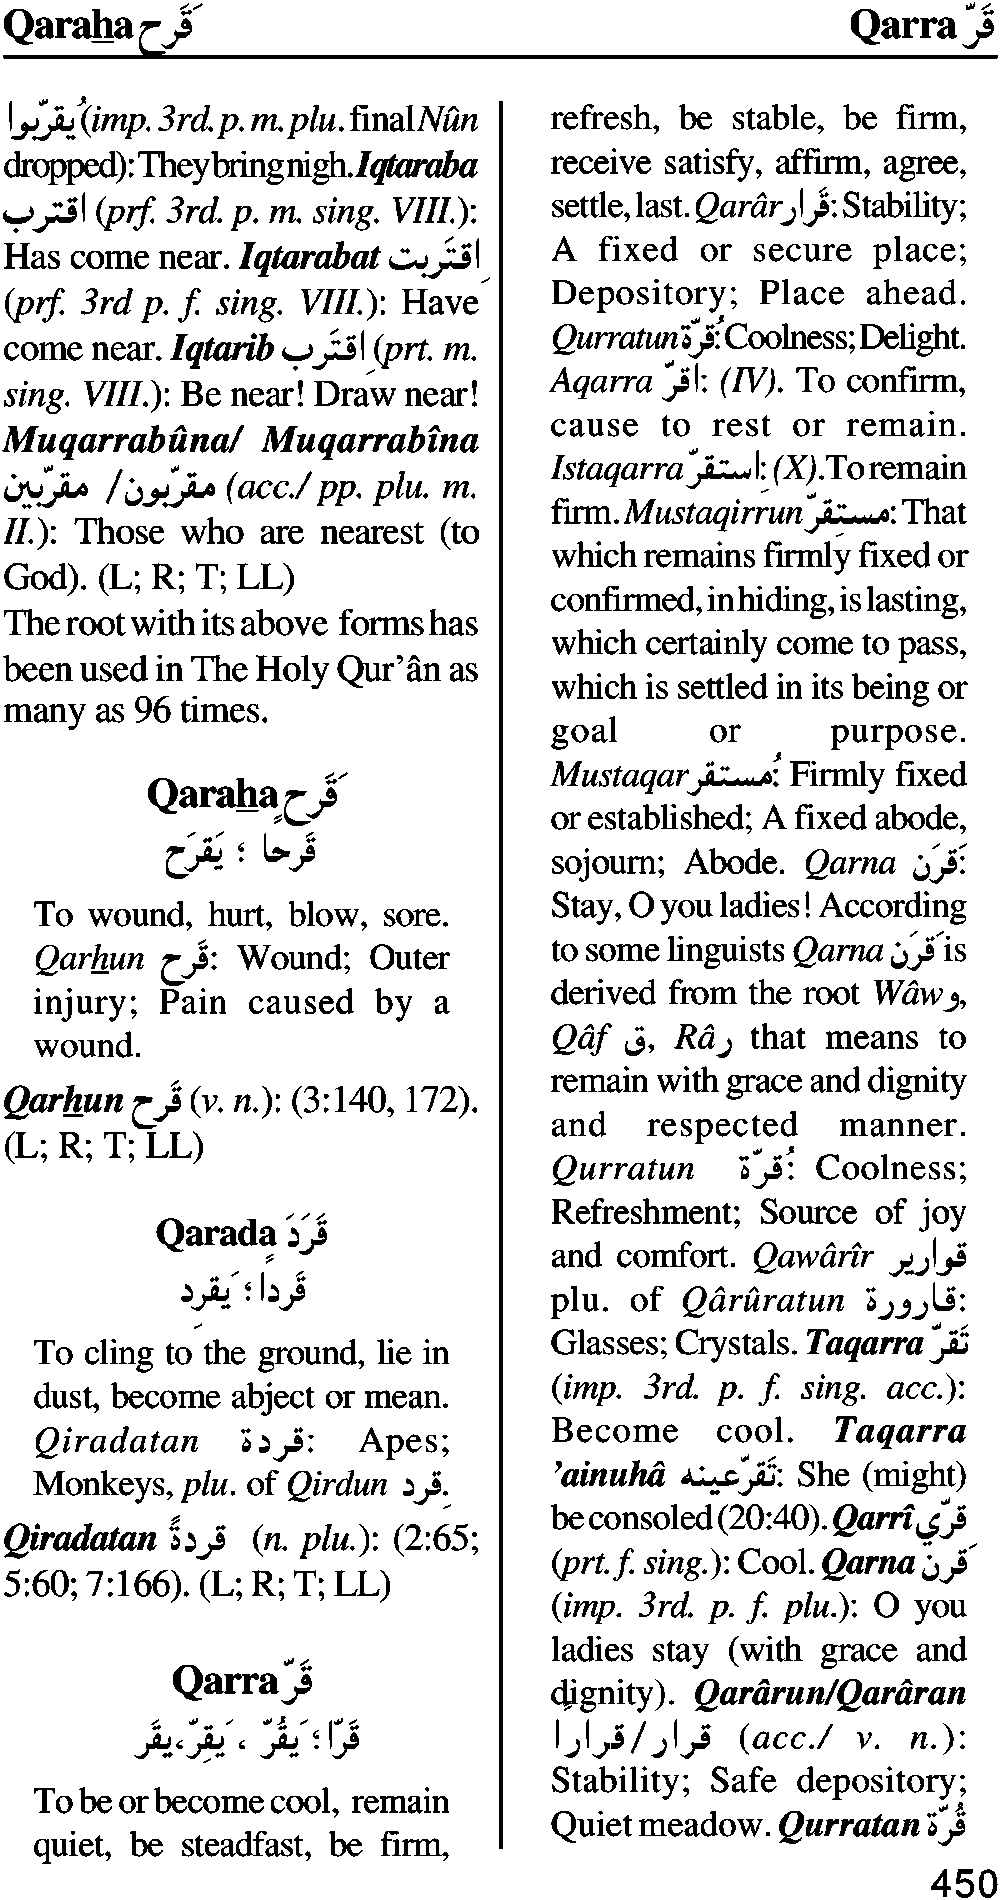 Qaraha قَرَح
Qarra قَرّ
يُقرّبوا (imp. 3rd. p. m. plu. final Nûn
dropped): They bring nigh. Iqtaraba
اقترب (prf. 3rd. p. m. sing. VIII.):
Has come near. Iqtarabat اِقتَربت
(prf. 3rd p. f. sing. VIII.): Have
come near. Iqtarib اِقتَرب (prt. m.
sing. VIII.): Be near! Draw near!
Muqarrabûna/ Muqarrabîna
مقرّبون/ مقرّبين (acc./ pp. plu. m.
II.): Those who are nearest (to
God). (L; R; T; LL)
The root with its above forms has
been used in The Holy Qur'ân as
many as 96 times.
Qaraha قَرَح
قَرحاً ؛ يَقرَح
To wound, hurt, blow, sore.
Qarhun قَرح: Wound; Outer
injury; Pain caused by a
wound.
Qarhun قَرح (v. n.): (3:140, 172).
(L; R; T; LL)
Qarada قَرَدَ
قَرداً ؛ يَقرِد
To cling to the ground, lie in
dust, become abject or mean.
Qiradatan قردة: Apes;
Monkeys, plu. of Qirdun قِرد.
Qiradatan قردةً (n. plu.): (2:65;
5:60; 7:166). (L; R; T; LL)
Qarra قَرّ
قَرّا ؛ يَقُرّ ، يَقِرّ، يقَر
To be or become cool, remain
quiet, be steadfast, be firm,
refresh, be stable, be firm,
receive satisfy, affirm, agree,
settle, last. Qarâr قَرار: Stability;
A fixed or secure place;
Depository; Place ahead.
Qurratun قُرّة: Coolness; Delight.
Aqarra اقرّ: (IV). To confirm,
cause to rest or remain.
Istaqarra اِستقرّ: (X). To remain
firm. Mustaqirrun مستقِرّ: That
which remains firmly fixed or
confirmed, in hiding, is lasting,
which certainly come to pass,
which is settled in its being or
goal or purpose.
Mustaqar مُستقر: Firmly fixed
or established; A fixed abode,
sojourn; Abode. Qarna قَرَن:
Stay, O you ladies! According
to some linguists Qarna قَرَن is
derived from the root Wâw و,
Qâf ق, Râ ر that means to
remain with grace and dignity
and respected manner.
Qurratun قُرّة: Coolness;
Refreshment; Source of joy
and comfort. Qawârîr قوارير
plu. of Qârûratun قارورة:
Glasses; Crystals. Taqarra تَقرّ
(imp. 3rd. p. f. sing. acc.):
Become cool. Taqarra
'ainuhâ تَقرّ عينه: She (might)
be consoled (20:40). Qarrî قرّي
(prt. f. sing.): Cool. Qarna قَرن
(imp. 3rd. p. f. plu.): O you
ladies stay (with grace and
dignity). Qarârun/Qarâran
قرار/قراراً (acc./ v. n.):
Stability; Safe depository;
Quiet meadow. Qurratan قُرّة
450